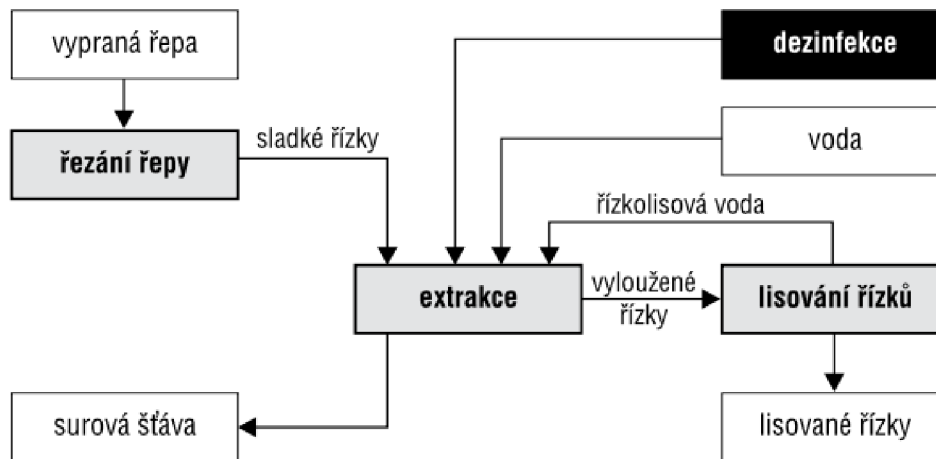 vypraná řepa
dezinfekce
voda
řezání řepy
sladké řízky
řízkolisová voda
extrakce
vyloužené
řízky
lisování řízků
surová šťáva
lisované řízky